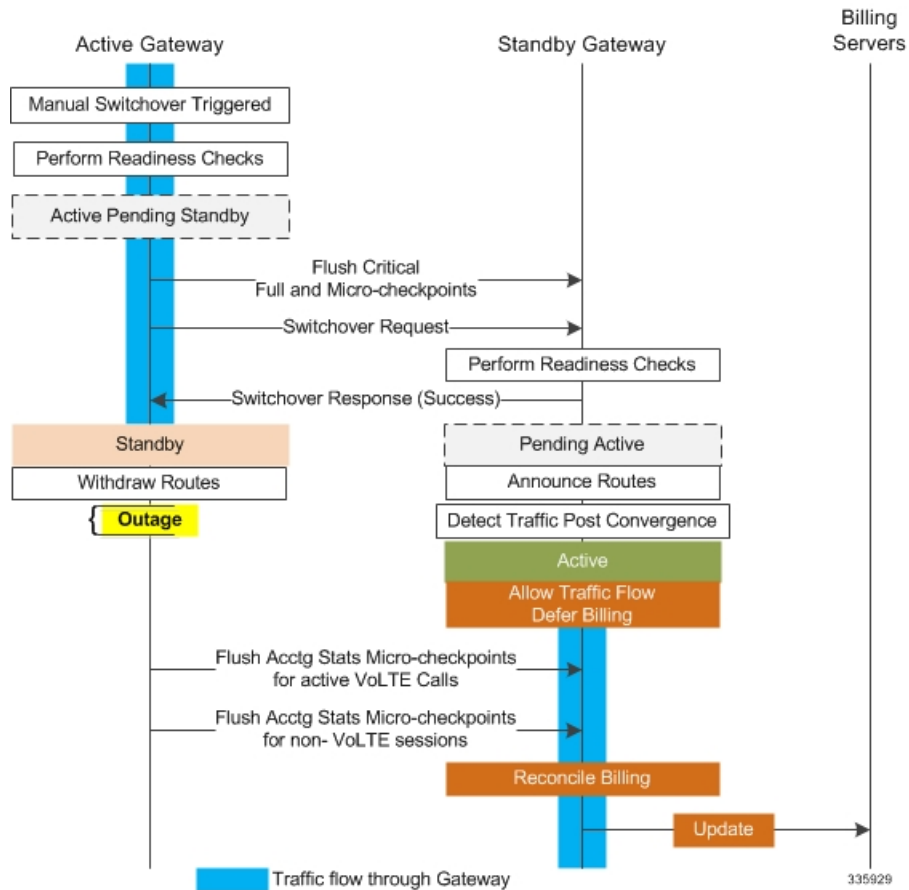 Active Gateway
Standby Gateway
Billing
Servers
Manual Switchover Triggered
Perform Readiness Checks
Active Pending Standby
Flush Critical
Full and Micro-checkpoints
Switchover Request
Perform Readiness Checks
Switchover Response (Success)
Standby
Pending Active
Withdraw Routes
Announce Routes
{ Outage
Detect Traffic Post Convergence
Active
Allow Traffic Flow
Defer Billing
Flush Acctg Stats Micro-checkpoints
for active VoLTE Calls
Flush Acctg Stats Micro-checkpoints
for non- VoLTE sessions
Reconcile Billing
Update
Traffic flow through Gateway
335929